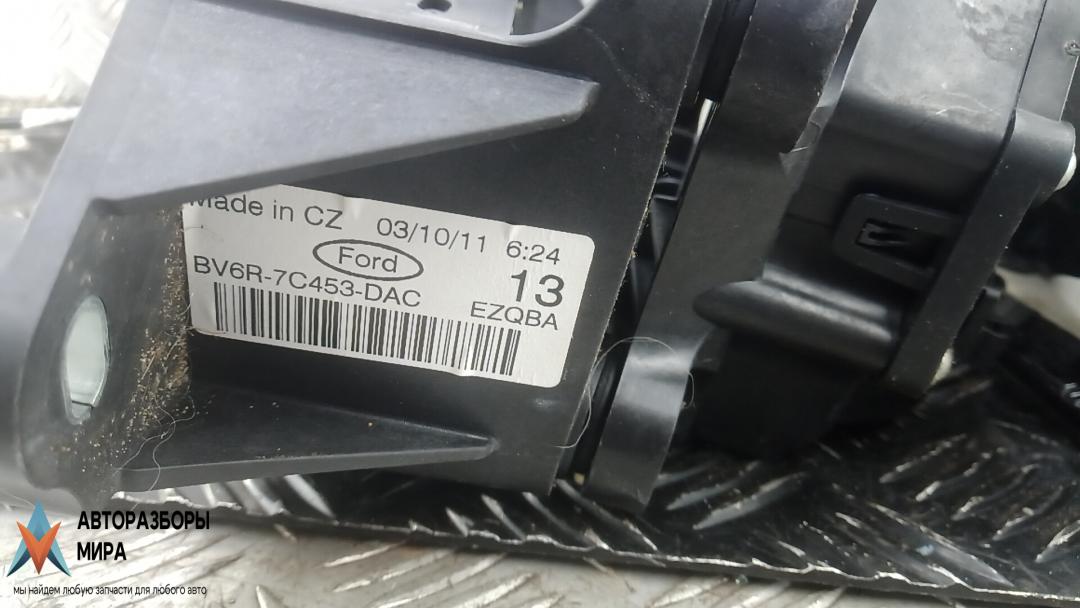 Made in CZ 03/10/11 6:24
Ford 13
BV6R-7C453-DAC EZQBA
АВТОРАЗБОРЫ
МИРА
мы найдем любую запчасти для любого авто